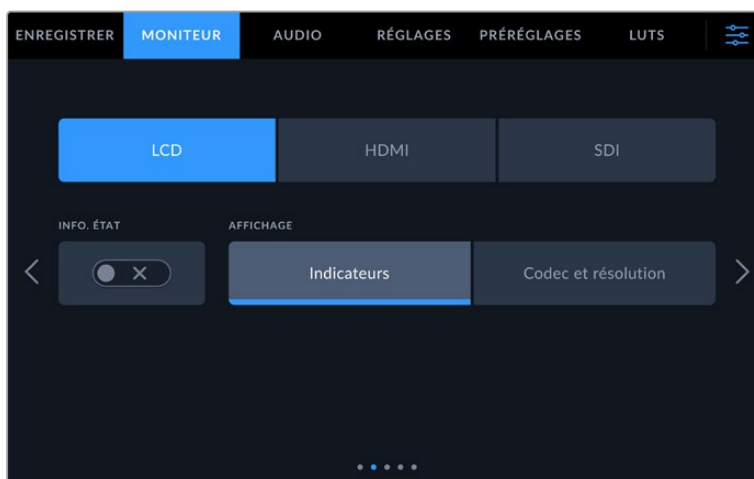 ENREGISTRER MONITEUR AUDIO RÉGLAGES PRÉRÉGLAGES LUTS
LCD HDMI SDI
INFO. ÉTAT AFFICHAGE
Indicateurs Codec et résolution